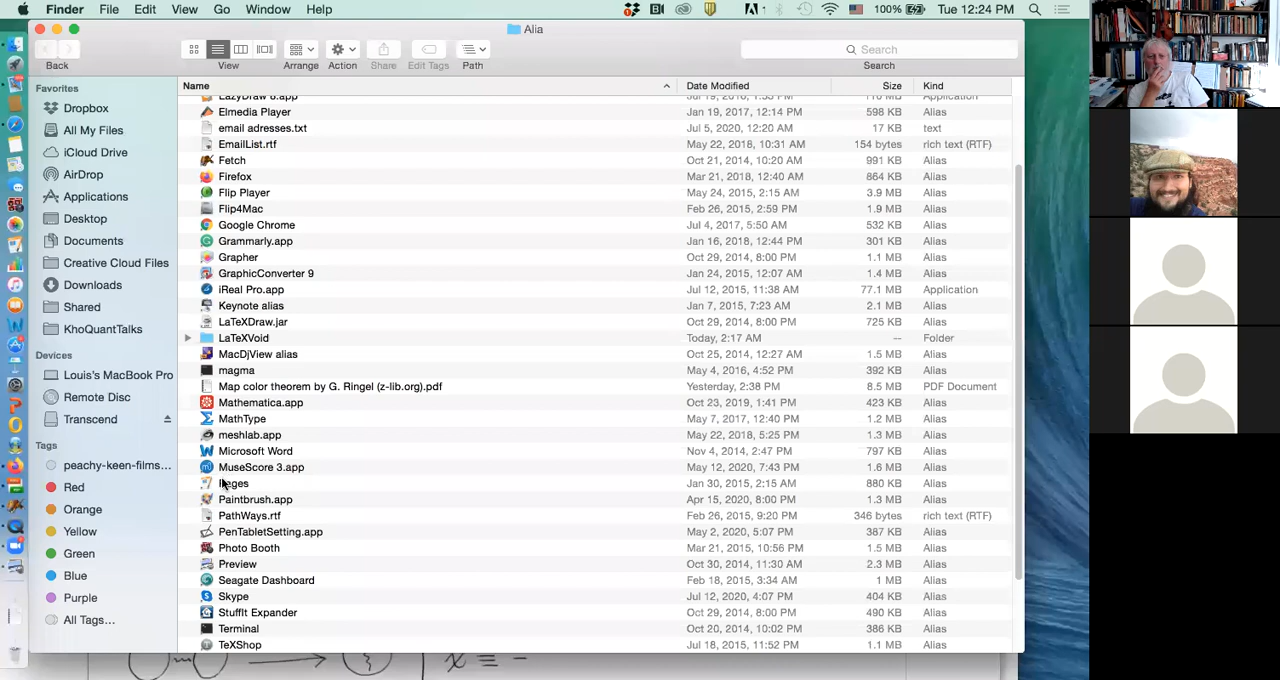 Finder File Edit View Go Window Help 100% Tue 12:24 PM
Alia
Search
Back View Arrange Action Share Edit Tags Path Search
Favorites
Dropbox
All My Files
iCloud Drive
AirDrop
Applications
Desktop
Documents
Creative Cloud Files
Downloads
Shared
KhoQuantTalks
Devices
Louis's MacBook Pro
Remote Disc
Transcend
Tags
peachy-keen-films...
Red
Orange
Yellow
Green
Blue
Purple
All Tags...
Name Date Modified Size Kind
LazyDraw 8.app Application
Elmedia Player Jan 19, 2017, 12:14 PM 598 KB Alias
email adresses.txt Jul 5, 2020, 12:20 AM 17 KB text
EmailList.rtf May 22, 2018, 10:31 AM 154 bytes rich text (RTF)
Fetch Oct 21, 2014, 10:20 AM 991 KB Alias
Firefox Mar 21, 2018, 12:40 AM 864 KB Alias
Flip Player May 24, 2015, 2:15 AM 3.9 MB Alias
Flip4Mac Feb 26, 2015, 2:59 PM 1.9 MB Alias
Google Chrome Jul 4, 2017, 5:50 AM 532 KB Alias
Grammarly.app Jan 16, 2018, 12:44 PM 301 KB Alias
Grapher Oct 29, 2014, 8:00 PM 1.1 MB Alias
GraphicConverter 9 Jan 24, 2015, 12:07 AM 1.4 MB Alias
iReal Pro.app Jul 12, 2015, 11:38 AM 77.1 MB Application
Keynote alias Jan 7, 2015, 7:23 AM 2.1 MB Alias
LaTeXDraw.jar Oct 29, 2014, 8:00 PM 725 KB Alias
LaTeXVoid Today, 2:17 AM -- Folder
MacDjView alias Oct 25, 2014, 12:27 AM 1.5 MB Alias
magma May 4, 2016, 4:52 PM 392 KB Alias
Map color theorem by G. Ringel (z-lib.org).pdf Yesterday, 2:38 PM 8.5 MB PDF Document
Mathematica.app Oct 23, 2019, 1:41 PM 423 KB Alias
MathType May 7, 2017, 12:40 PM 1.2 MB Alias
meshlab.app May 22, 2018, 5:25 PM 1.3 MB Alias
Microsoft Word Nov 4, 2014, 2:47 PM 797 KB Alias
MuseScore 3.app May 12, 2020, 7:43 PM 1.6 MB Alias
Pages Jan 30, 2015, 2:15 AM 880 KB Alias
Paintbrush.app Apr 15, 2020, 8:00 PM 1.3 MB Alias
PathWays.rtf Feb 26, 2015, 9:20 PM 346 bytes rich text (RTF)
PenTabletSetting.app May 2, 2020, 5:07 PM 387 KB Alias
Photo Booth Mar 21, 2015, 10:56 PM 1.5 MB Alias
Preview Oct 30, 2014, 11:30 AM 2.3 MB Alias
Seagate Dashboard Feb 18, 2015, 3:34 AM 1 MB Alias
Skype Jul 12, 2020, 4:07 PM 404 KB Alias
StuffIt Expander Oct 29, 2014, 8:00 PM 490 KB Alias
Terminal Oct 20, 2014, 10:02 PM 386 KB Alias
TeXShop Jul 18, 2015, 11:52 PM 1.1 MB Alias